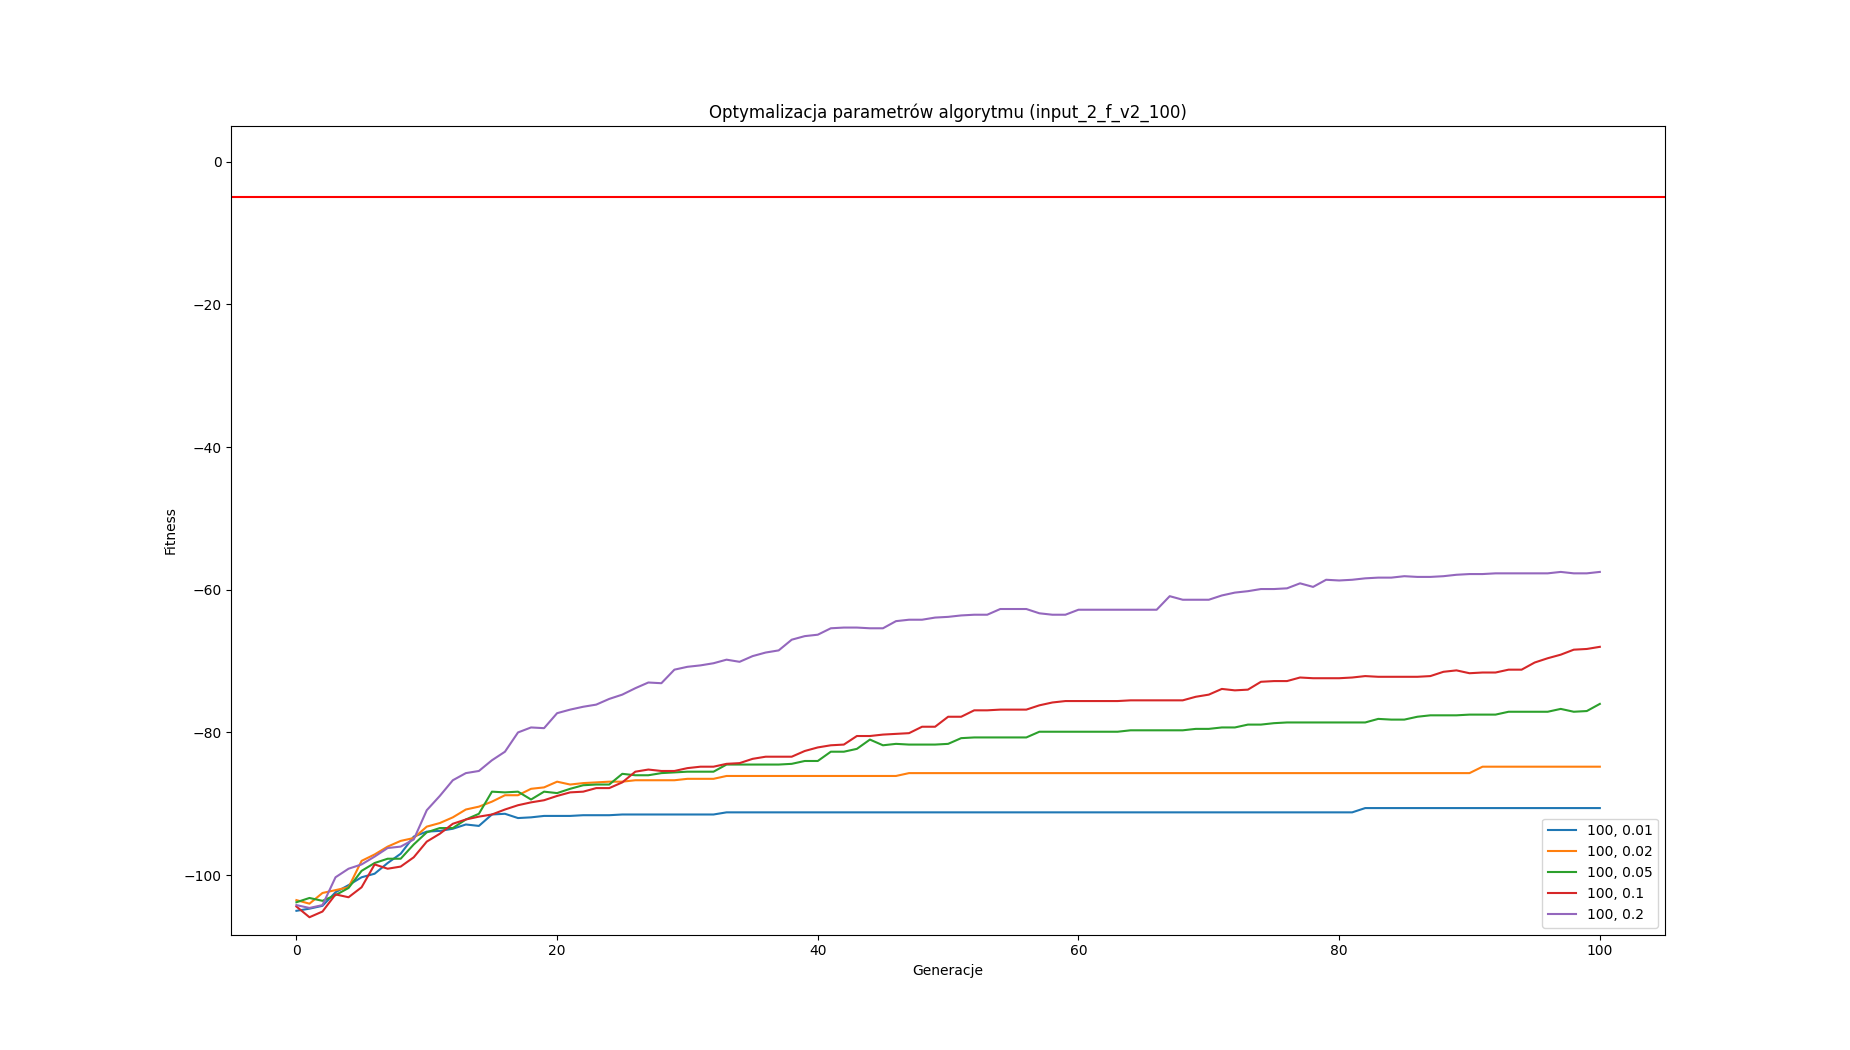 Optymalizacja parametrów algorytmu (input_2_f_v2_100)
0
−20
−40
−60
−80
−100
Fitness
0 20 40 60 80 100
Generacje
100, 0.01
100, 0.02
100, 0.05
100, 0.1
100, 0.2